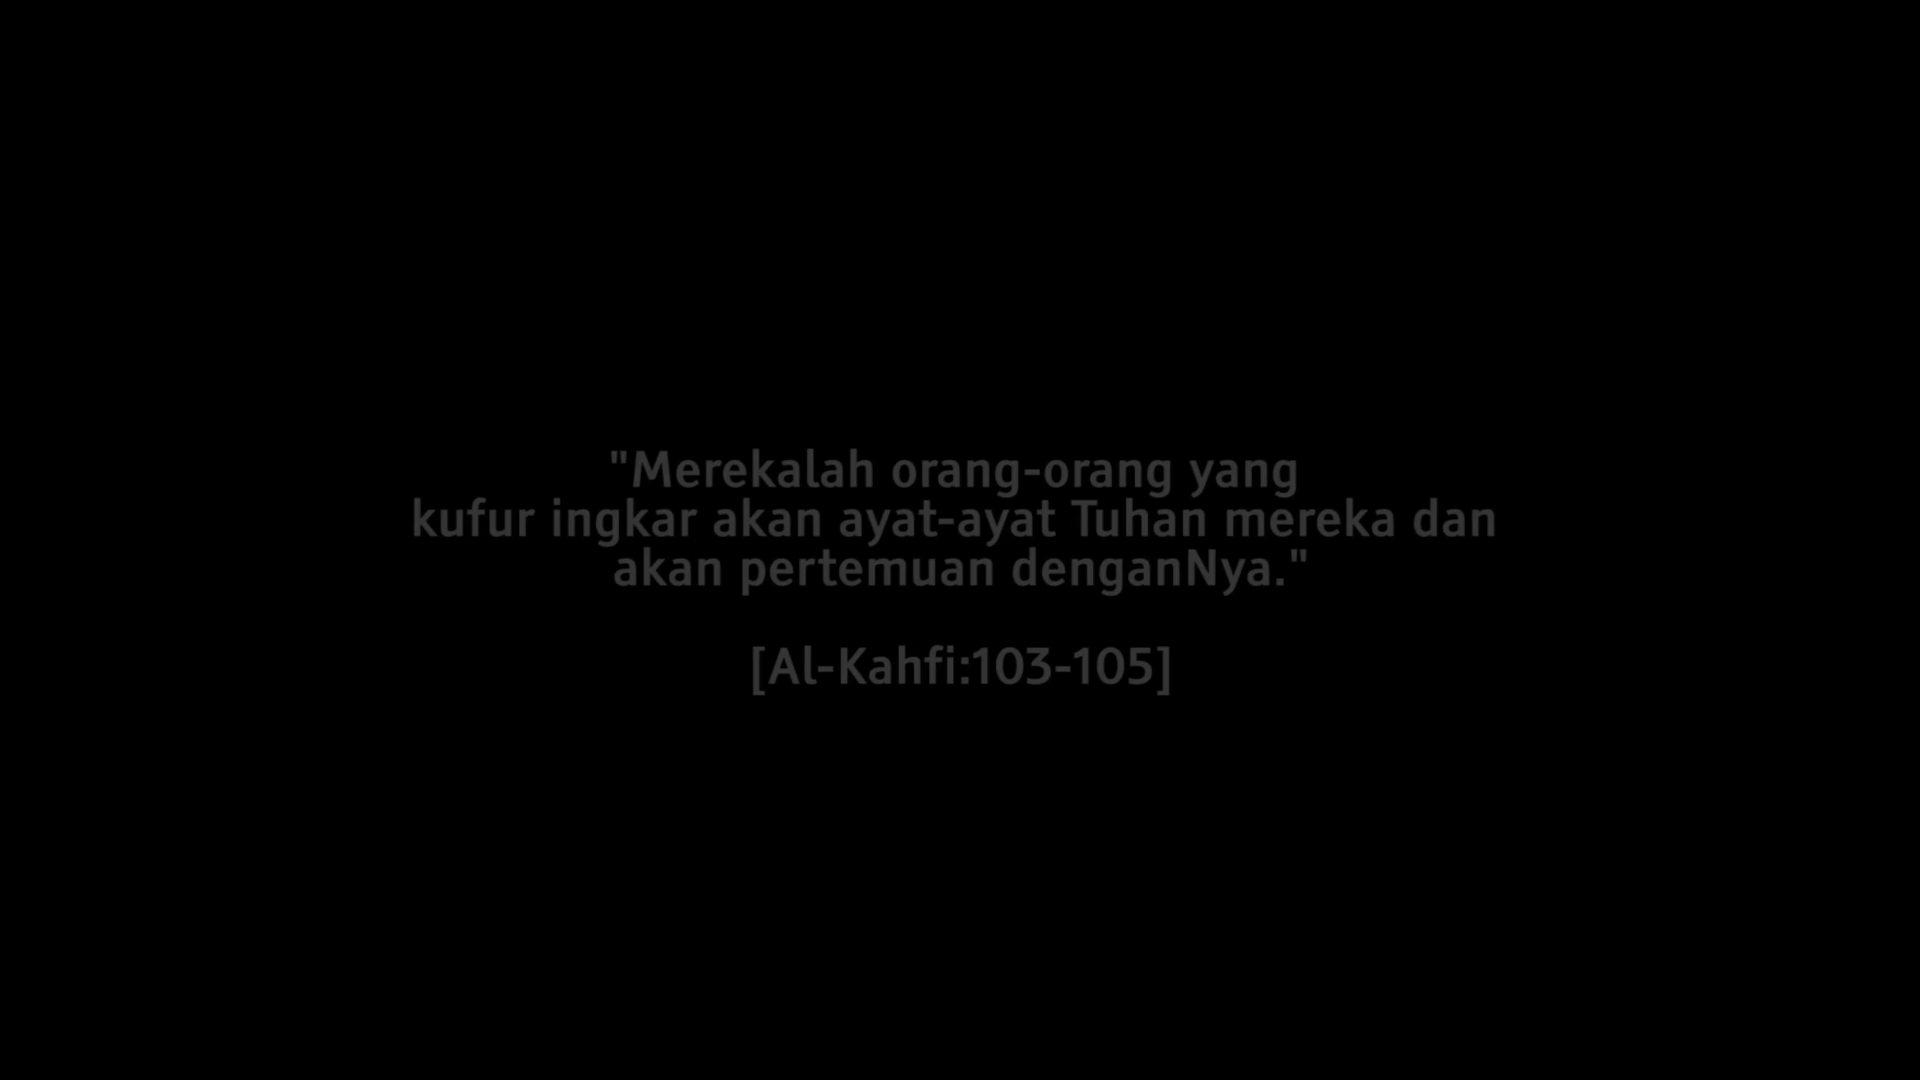 "Merekalah orang-orang yang
kufur ingkar akan ayat-ayat Tuhan mereka dan
akan pertemuan denganNya."
[Al-Kahfi:103-105]